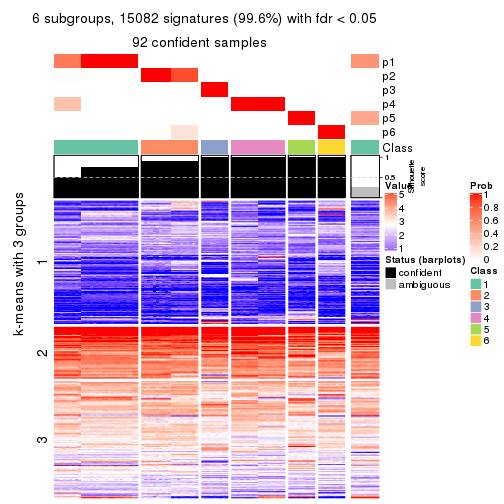 6 subgroups, 15082 signatures (99.6%) with fdr < 0.05
92 confident samples
p1
p2
p3
p4
p5
p6
Class
1
0.5
0
Silhouette
score
k-means with 3 groups
1
2
3
Value
5
4
3
2
1
Status (barplots)
confident
ambiguous
Prob
1
0.8
0.6
0.4
0.2
0
Class
1
2
3
4
5
6